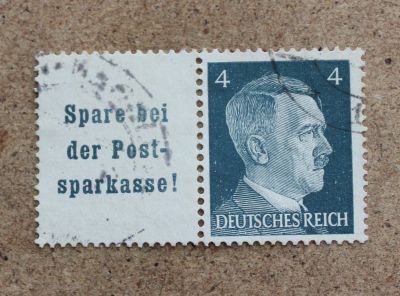 Spare bei
der Post-
sparkasse!
4 4
DEUTSCHES REICH